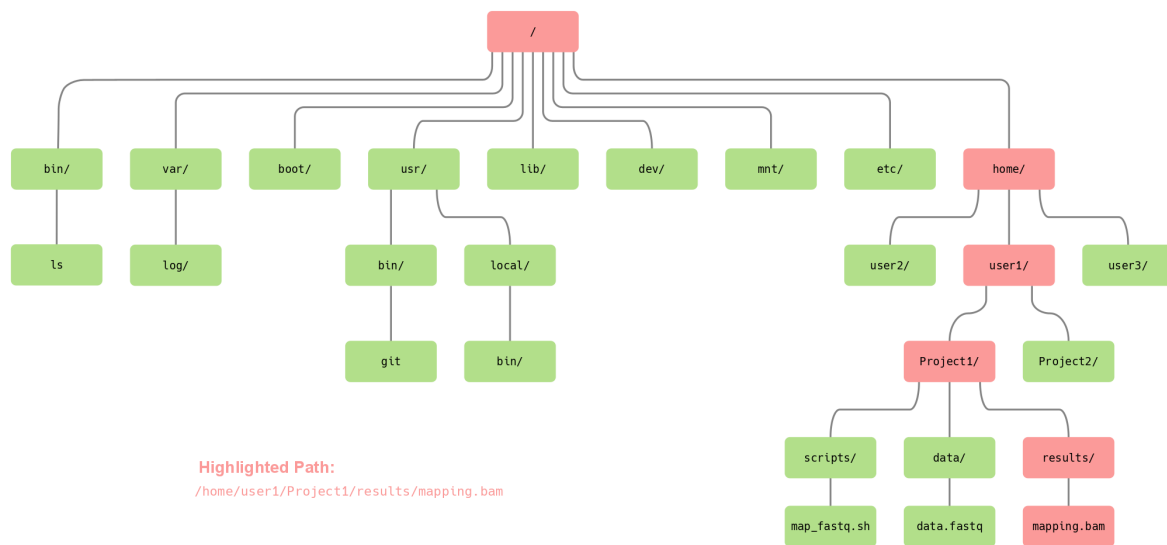 /
bin/ var/ boot/ usr/ lib/ dev/ mnt/ etc/ home/
ls log/ bin/ local/ user2/ user1/ user3/
git bin/ Project1/ Project2/
scripts/ data/ results/
Highlighted Path:
/home/user1/Project1/results/mapping.bam
map_fastq.sh data.fastq mapping.bam